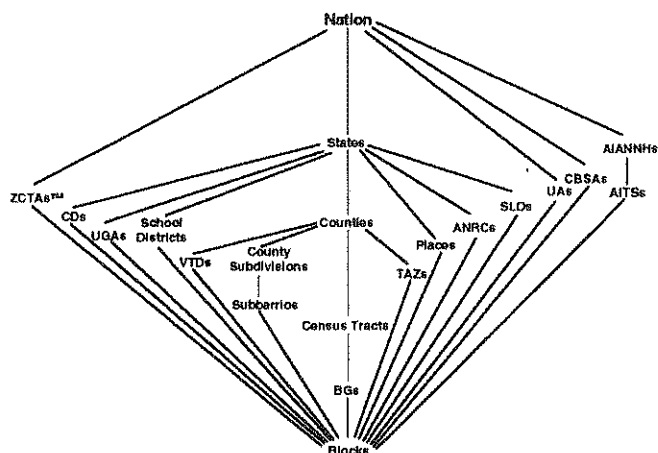 Nation
States
AIANNHs
ZCTAs™
CDs
UGAs
School
Districts
SLDs
UAs
CBSAs
AITSs
Counties
ANRCs
Places
VTDs
County
Subdivisions
TAZs
Subbarrios
Census Tracts
BGs
Blocks